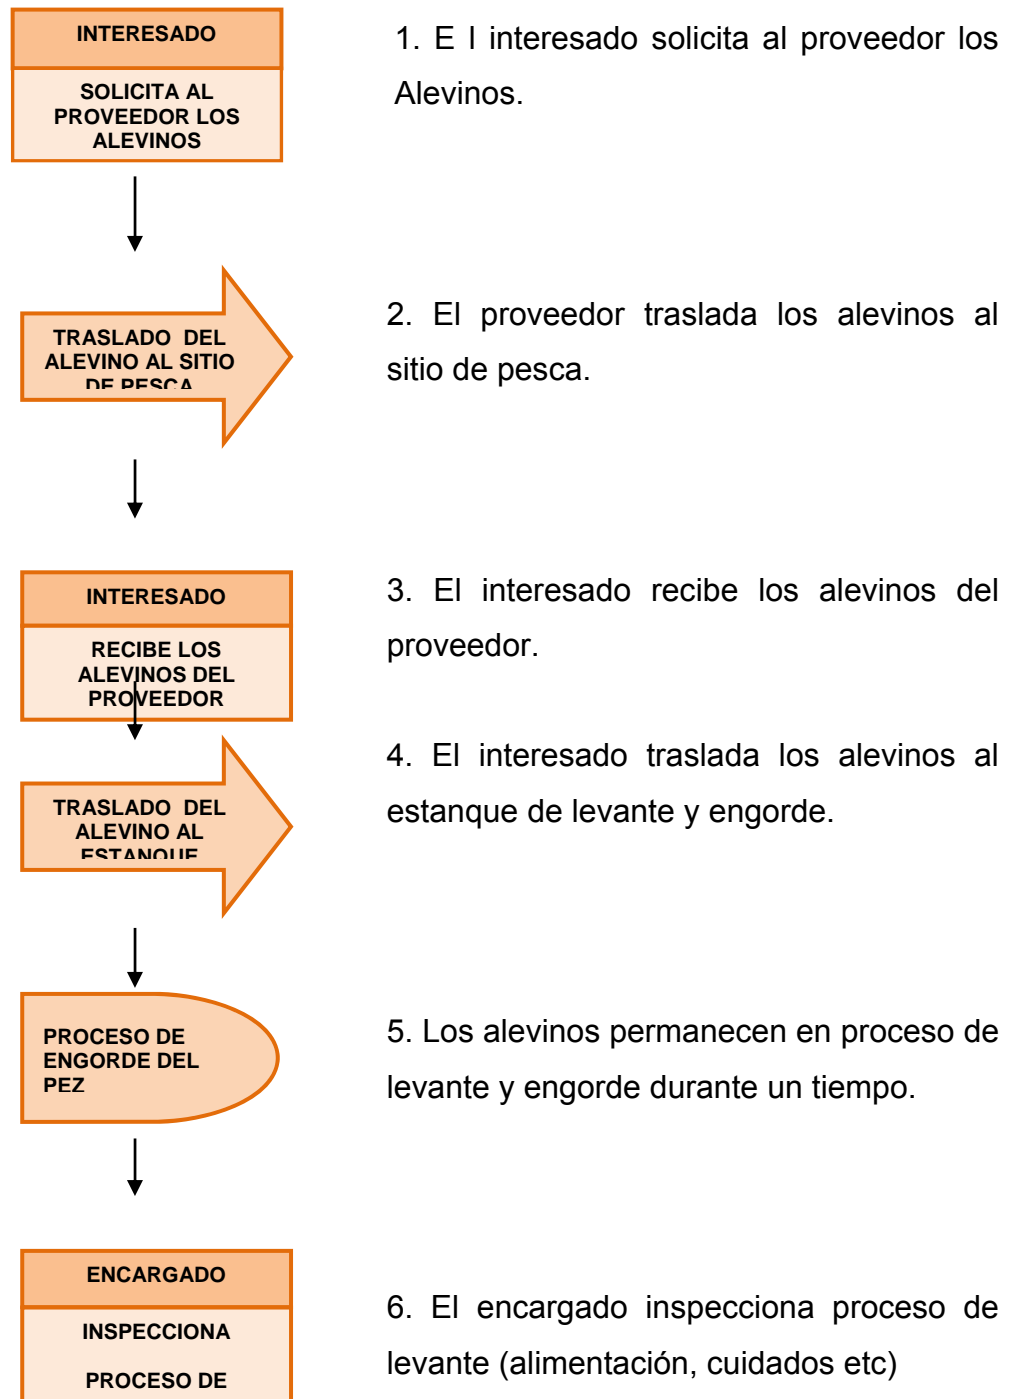 INTERESADO
SOLICITA AL
PROVEEDOR LOS
ALEVINOS
1. E l interesado solicita al proveedor los
Alevinos.
TRASLADO DEL
ALEVINO AL SITIO
DE PESCA
2. El proveedor traslada los alevinos al
sitio de pesca.
INTERESADO
RECIBE LOS
ALEVINOS DEL
PROVEEDOR
3. El interesado recibe los alevinos del
proveedor.
TRASLADO DEL
ALEVINO AL
ESTANQUE
4. El interesado traslada los alevinos al
estanque de levante y engorde.
PROCESO DE
ENGORDE DEL
PEZ
5. Los alevinos permanecen en proceso de
levante y engorde durante un tiempo.
ENCARGADO
INSPECCIONA
PROCESO DE
6. El encargado inspecciona proceso de
levante (alimentación, cuidados etc)